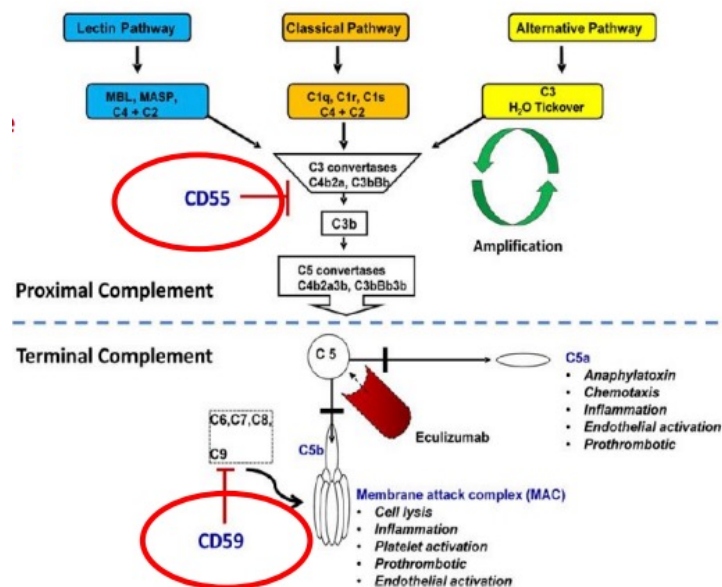 Lectin Pathway
Classical Pathway
Alternative Pathway
MBL, MASP,
C4 + C2
C1q, C1r, C1s
C4 + C2
C3
H₂O Tickover
e
C3 convertases
C4b2a, C3bBb
CD55
C3b
Amplification
C5 convertases
C4b2a3b, C3bBb3b
Proximal Complement
Terminal Complement
C 5
C5a
• Anaphylatoxin
• Chemotaxis
• Inflammation
• Endothelial activation
• Prothrombotic
Eculizumab
C6,C7,C8,
C9
C5b
CD59
Membrane attack complex (MAC)
• Cell lysis
• Inflammation
• Platelet activation
• Prothrombotic
• Endothelial activation